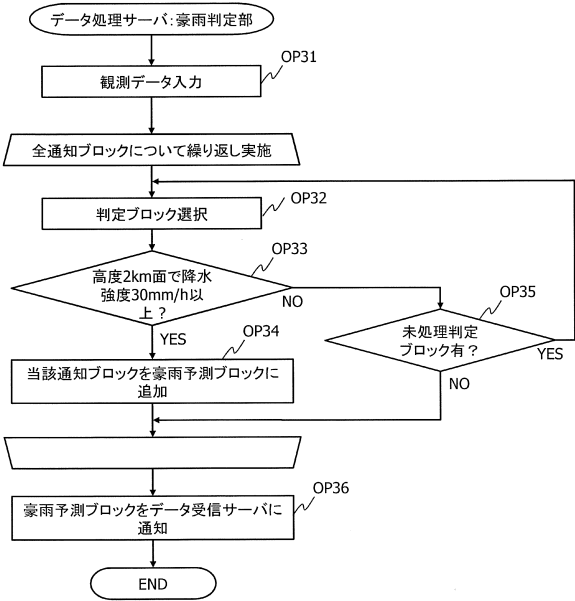 データ処理サーバ:豪雨判定部
OP31
観測データ入力
全通知ブロックについて繰り返し実施
OP32
判定ブロック選択
OP33
高度2km面で降水
強度30mm/h以
上?
NO
YES
OP35
未処理判定
ブロック有?
YES
NO
OP34
当該通知ブロックを豪雨予測ブロックに
追加
OP36
豪雨予測ブロックをデータ受信サーバに
通知
END